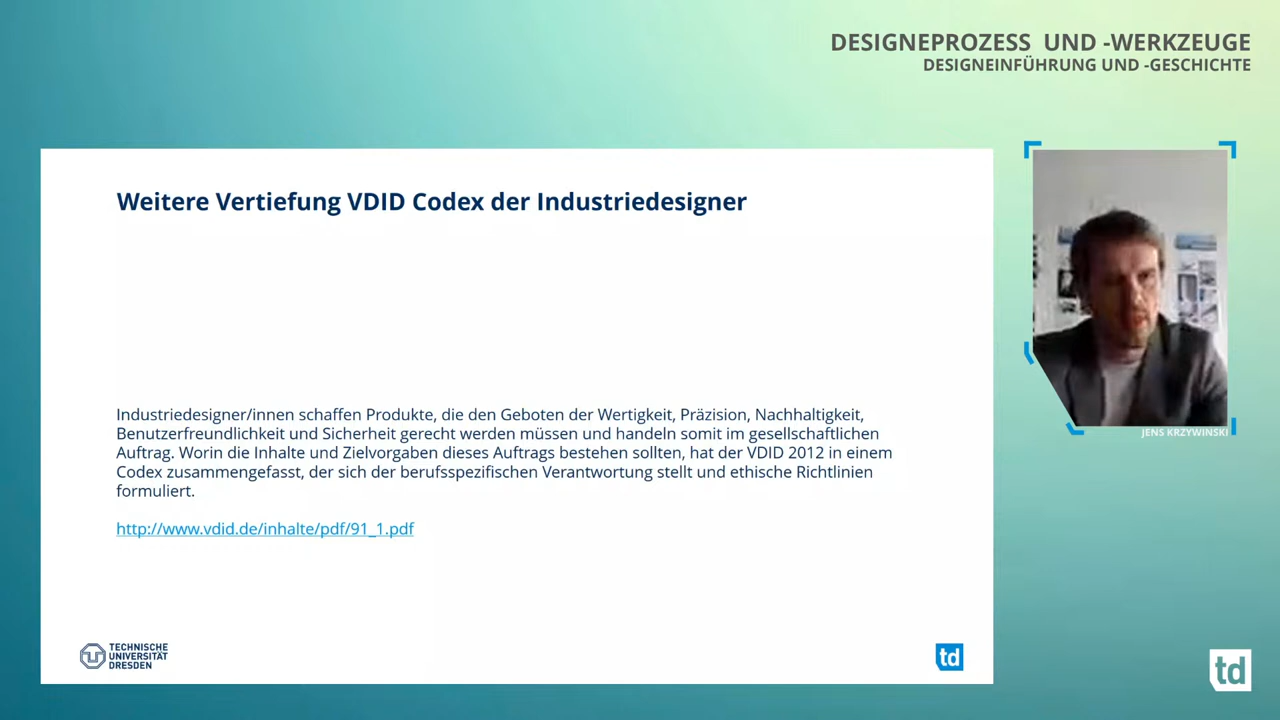 DESIGNEPROZESS UND -WERKZEUGE
DESIGNEINFÜHRUNG UND -GESCHICHTE
Weitere Vertiefung VDID Codex der Industriedesigner
Industriedesigner/innen schaffen Produkte, die den Geboten der Wertigkeit, Präzision, Nachhaltigkeit,
Benutzerfreundlichkeit und Sicherheit gerecht werden müssen und handeln somit im gesellschaftlichen
Auftrag. Worin die Inhalte und Zielvorgaben dieses Auftrags bestehen sollten, hat der VDID 2012 in einem
Codex zusammengefasst, der sich der berufsspezifischen Verantwortung stellt und ethische Richtlinien
formuliert.
http://www.vdid.de/inhalte/pdf/91_1.pdf
JENS KRZYWINSKI
TECHNISCHE
UNIVERSITÄT
DRESDEN
td
td